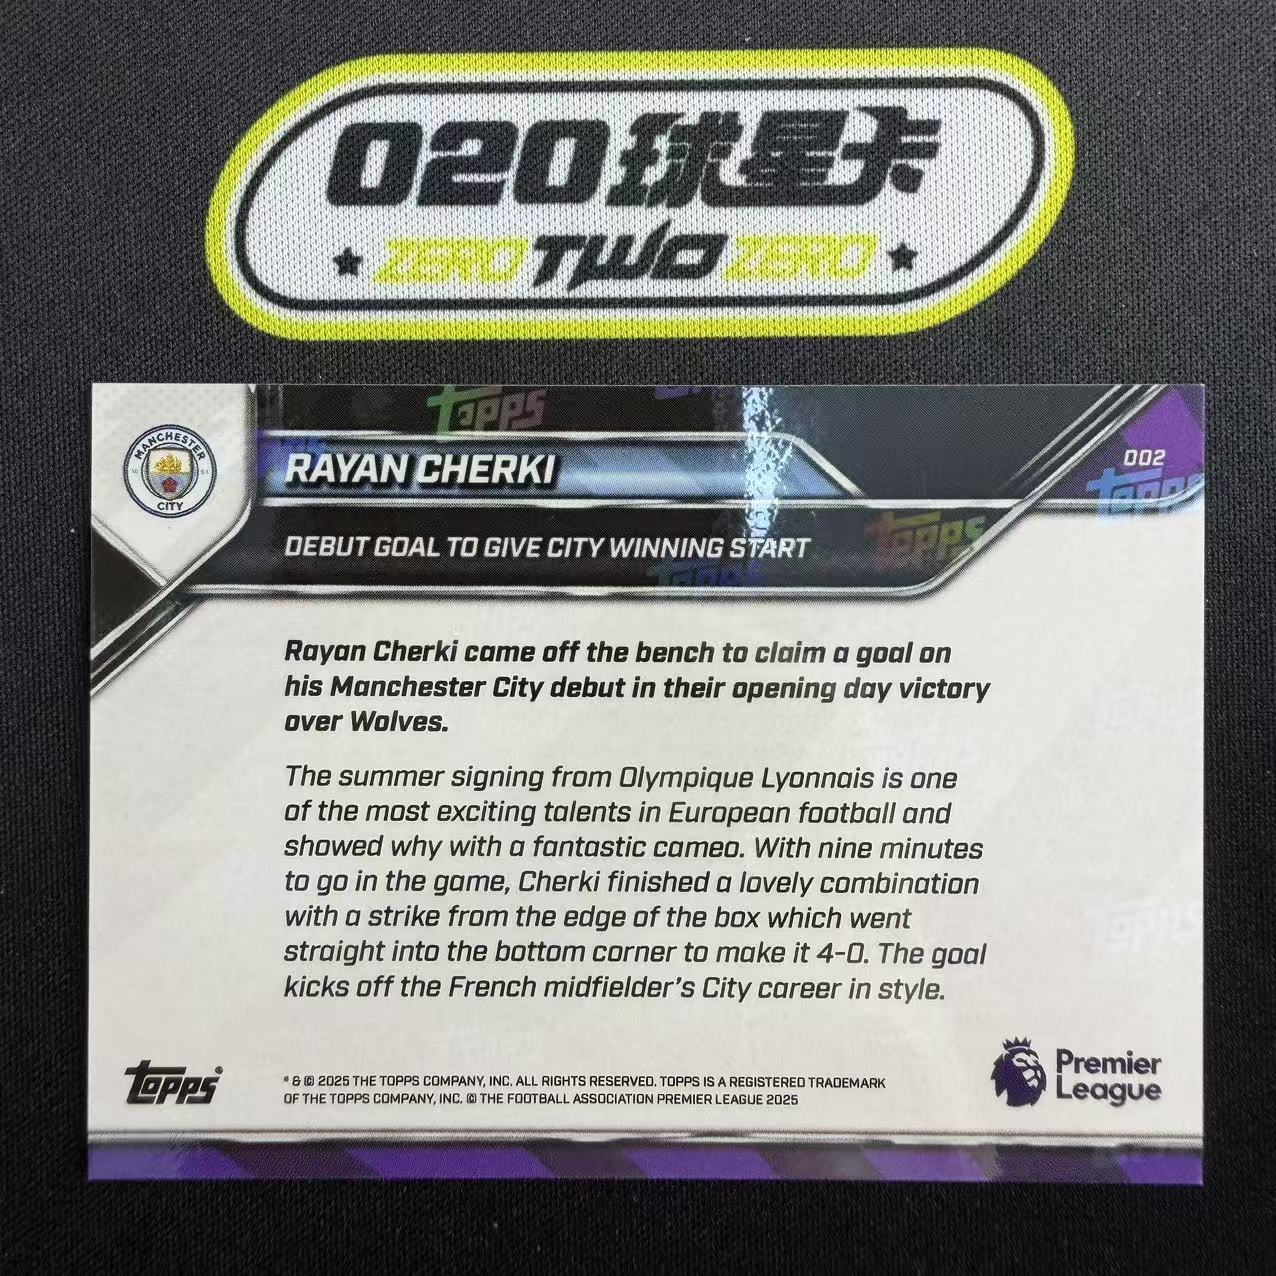 020球星卡
ZERO TWO ZERO
topps
MANCHESTER
CITY
RAYAN CHERKI
002
topps
topps
DEBUT GOAL TO GIVE CITY WINNING START
topps
Rayan Cherki came off the bench to claim a goal on
his Manchester City debut in their opening day victory
over Wolves.
The summer signing from Olympique Lyonnais is one
of the most exciting talents in European football and
showed why with a fantastic cameo. With nine minutes
to go in the game, Cherki finished a lovely combination
with a strike from the edge of the box which went
straight into the bottom corner to make it 4-0. The goal
kicks off the French midfielder's City career in style.
topps®
® & © 2025 THE TOPPS COMPANY, INC. ALL RIGHTS RESERVED. TOPPS IS A REGISTERED TRADEMARK
OF THE TOPPS COMPANY, INC. © THE FOOTBALL ASSOCIATION PREMIER LEAGUE 2025
Premier
League